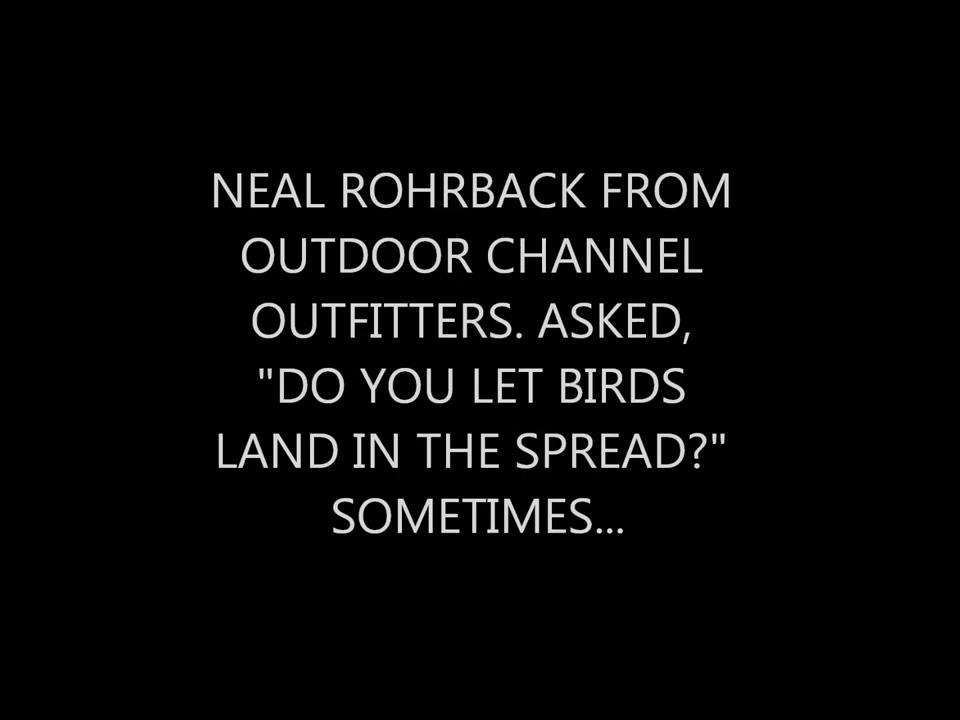 NEAL ROHRBACK FROM
OUTDOOR CHANNEL
OUTFITTERS. ASKED,
"DO YOU LET BIRDS
LAND IN THE SPREAD?"
SOMETIMES...